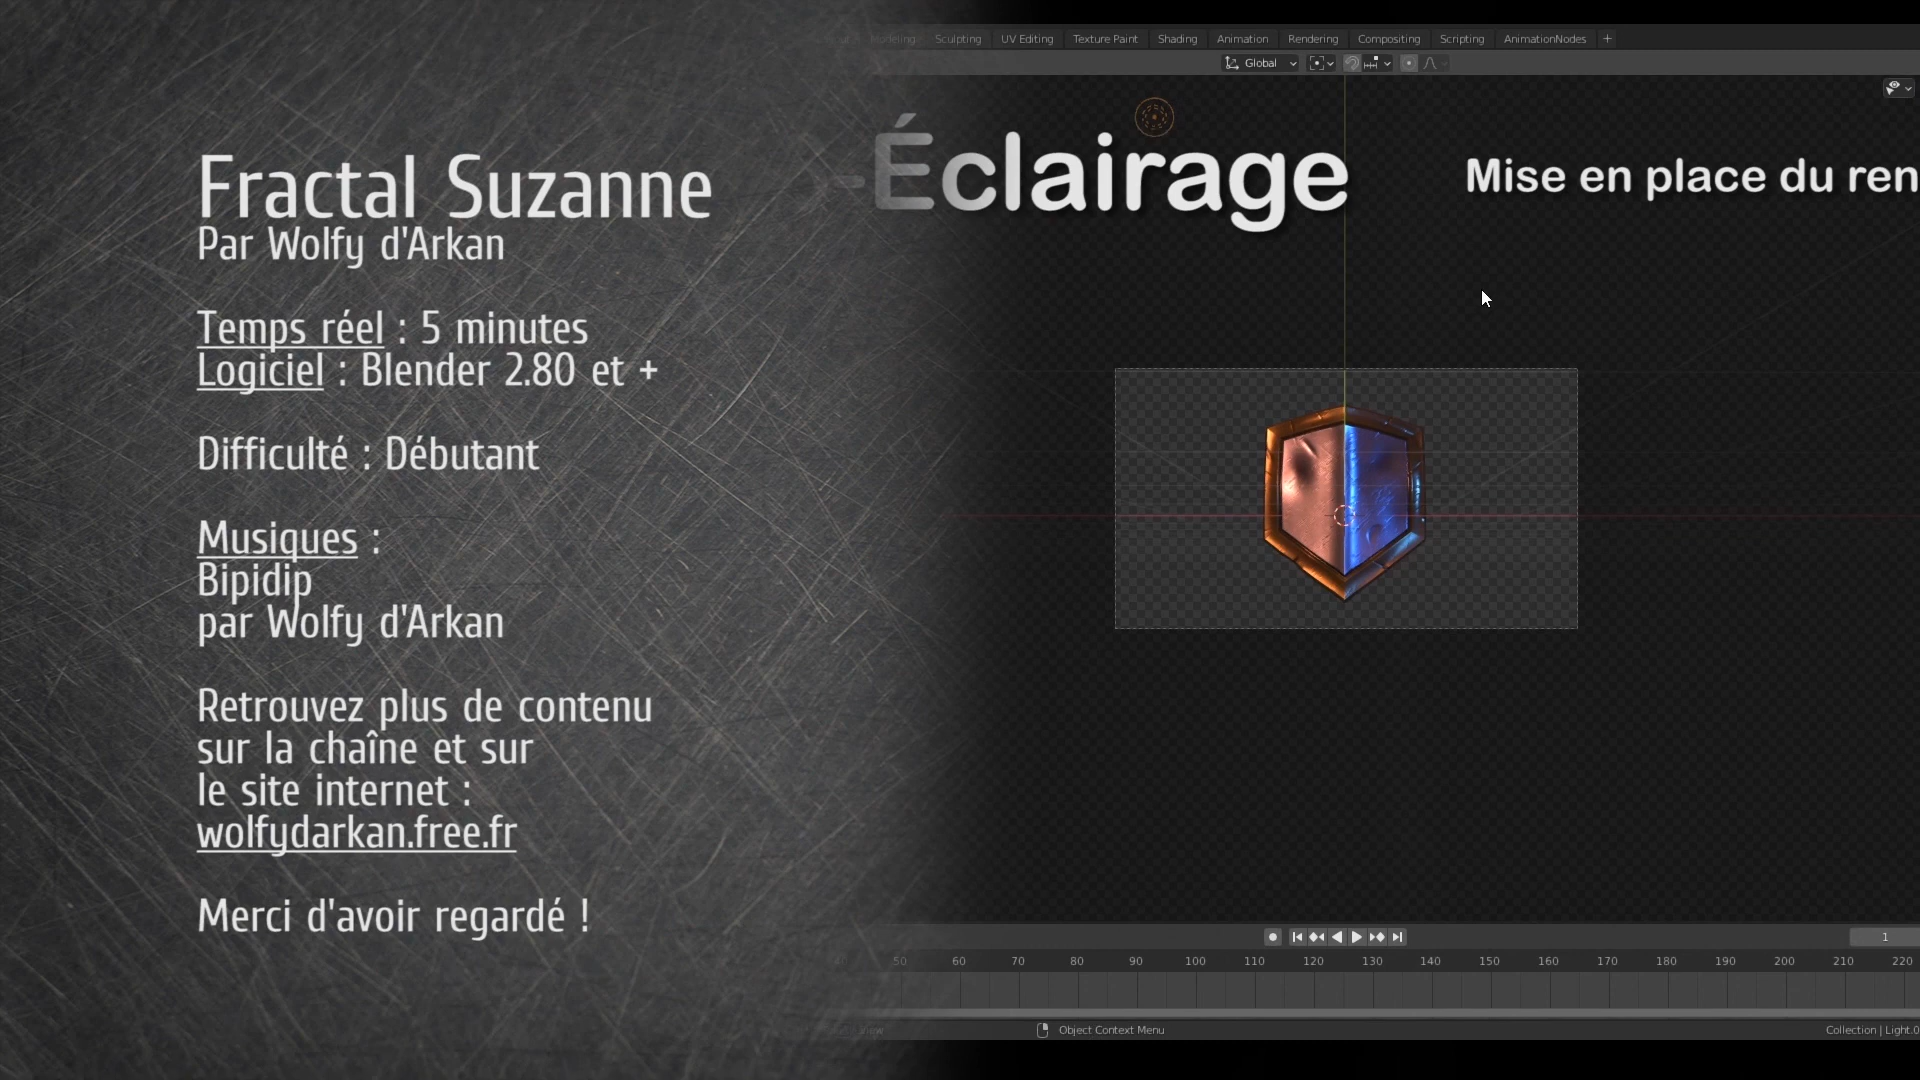 Fractal Suzanne
Par Wolfy d'Arkan
Temps réel : 5 minutes
Logiciel : Blender 2.80 et +
Difficulté : Débutant
Musiques :
Bipidip
par Wolfy d'Arkan
Retrouvez plus de contenu
sur la chaîne et sur
le site internet :
wolfydarkan.free.fr
Merci d'avoir regardé !
Modeling Sculpting UV Editing Texture Paint Shading Animation Rendering Compositing Scripting AnimationNodes +
Global
-Éclairage
Mise en place du ren
1
50 60 70 80 90 100 110 120 130 140 150 160 170 180 190 200 210 220
View
Object Context Menu
Collection | Light.0